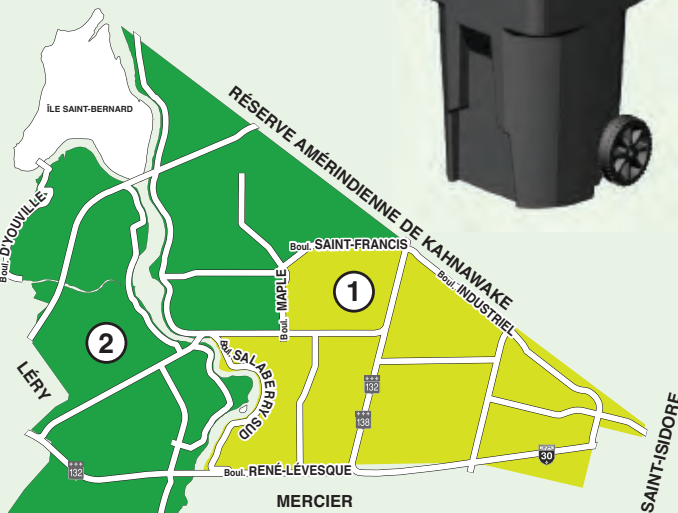 ÎLE SAINT-BERNARD
RÉSERVE AMÉRINDIENNE DE KAHNAWAKE
Boul. D'YOUVILLE
Boul. SAINT-FRANCIS
Boul. INDUSTRIEL
Boul. MAPLE
1
2
Boul. SALABERRY SUD
LÉRY
132
138
132
30
Boul. RENÉ-LÉVESQUE
MERCIER
SAINT-ISIDORE